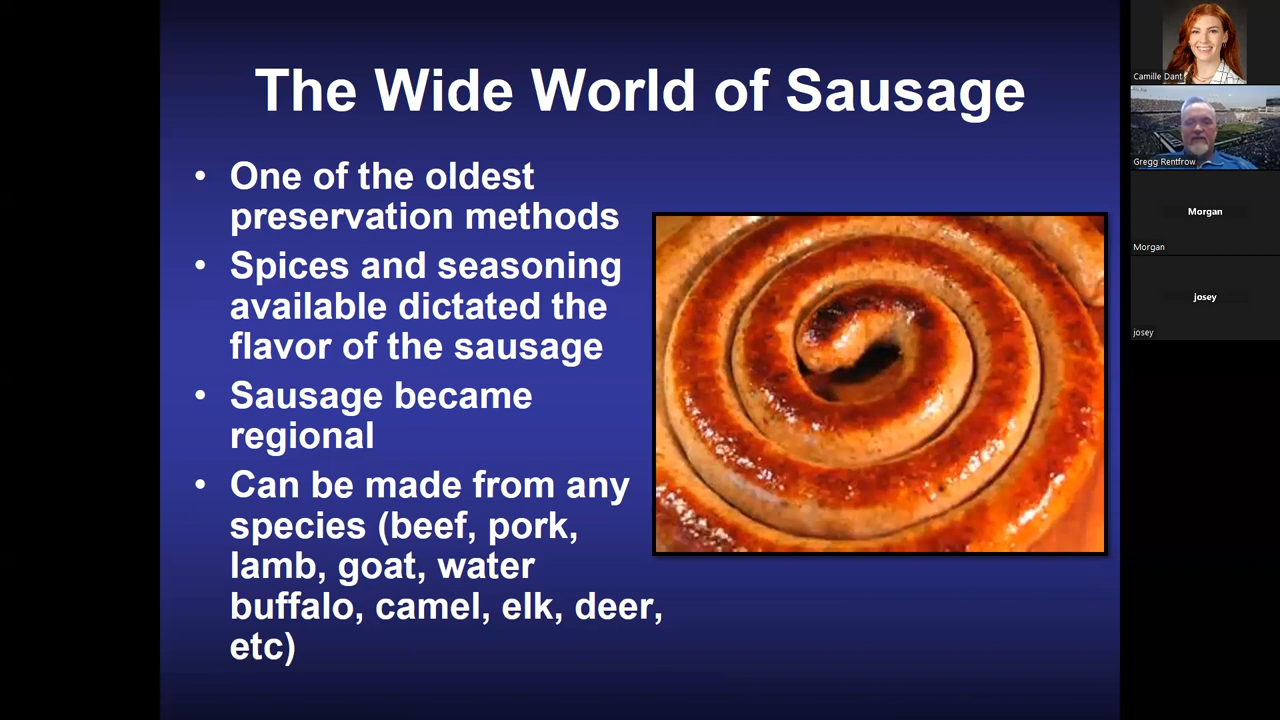 The Wide World of Sausage
• One of the oldest
preservation methods
• Spices and seasoning
available dictated the
flavor of the sausage
• Sausage became
regional
• Can be made from any
species (beef, pork,
lamb, goat, water
buffalo, camel, elk, deer,
etc)
Camille Dant
Gregg Rentfrow
Morgan
Morgan
josey
josey